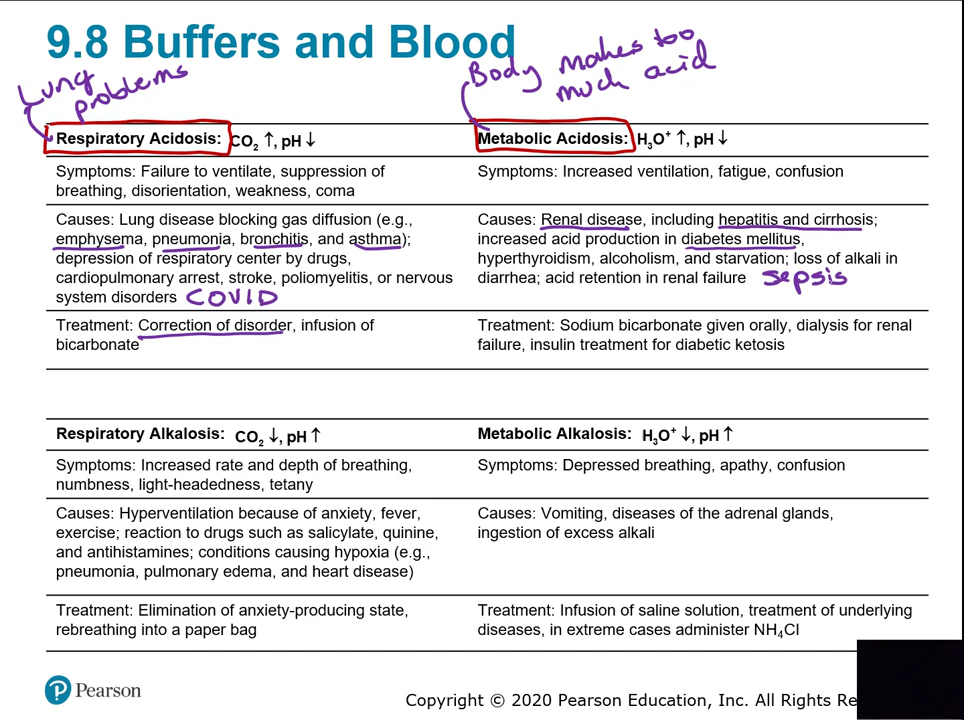 9.8 Buffers and Blood
Lung problems
Body makes too much acid
Respiratory Acidosis: CO₂ ↑, pH ↓
Symptoms: Failure to ventilate, suppression of
breathing, disorientation, weakness, coma
Causes: Lung disease blocking gas diffusion (e.g.,
emphysema, pneumonia, bronchitis, and asthma);
depression of respiratory center by drugs,
cardiopulmonary arrest, stroke, poliomyelitis, or nervous
system disorders COVID
Treatment: Correction of disorder, infusion of
bicarbonate
Metabolic Acidosis: H₃O⁺ ↑, pH ↓
Symptoms: Increased ventilation, fatigue, confusion
Causes: Renal disease, including hepatitis and cirrhosis;
increased acid production in diabetes mellitus,
hyperthyroidism, alcoholism, and starvation; loss of alkali in
diarrhea; acid retention in renal failure sepsis
Treatment: Sodium bicarbonate given orally, dialysis for renal
failure, insulin treatment for diabetic ketosis
Respiratory Alkalosis: CO₂ ↓, pH ↑
Symptoms: Increased rate and depth of breathing,
numbness, light-headedness, tetany
Causes: Hyperventilation because of anxiety, fever,
exercise; reaction to drugs such as salicylate, quinine,
and antihistamines; conditions causing hypoxia (e.g.,
pneumonia, pulmonary edema, and heart disease)
Treatment: Elimination of anxiety-producing state,
rebreathing into a paper bag
Metabolic Alkalosis: H₃O⁺ ↓, pH ↑
Symptoms: Depressed breathing, apathy, confusion
Causes: Vomiting, diseases of the adrenal glands,
ingestion of excess alkali
Treatment: Infusion of saline solution, treatment of underlying
diseases, in extreme cases administer NH₄Cl
P Pearson
Copyright © 2020 Pearson Education, Inc. All Rights Re